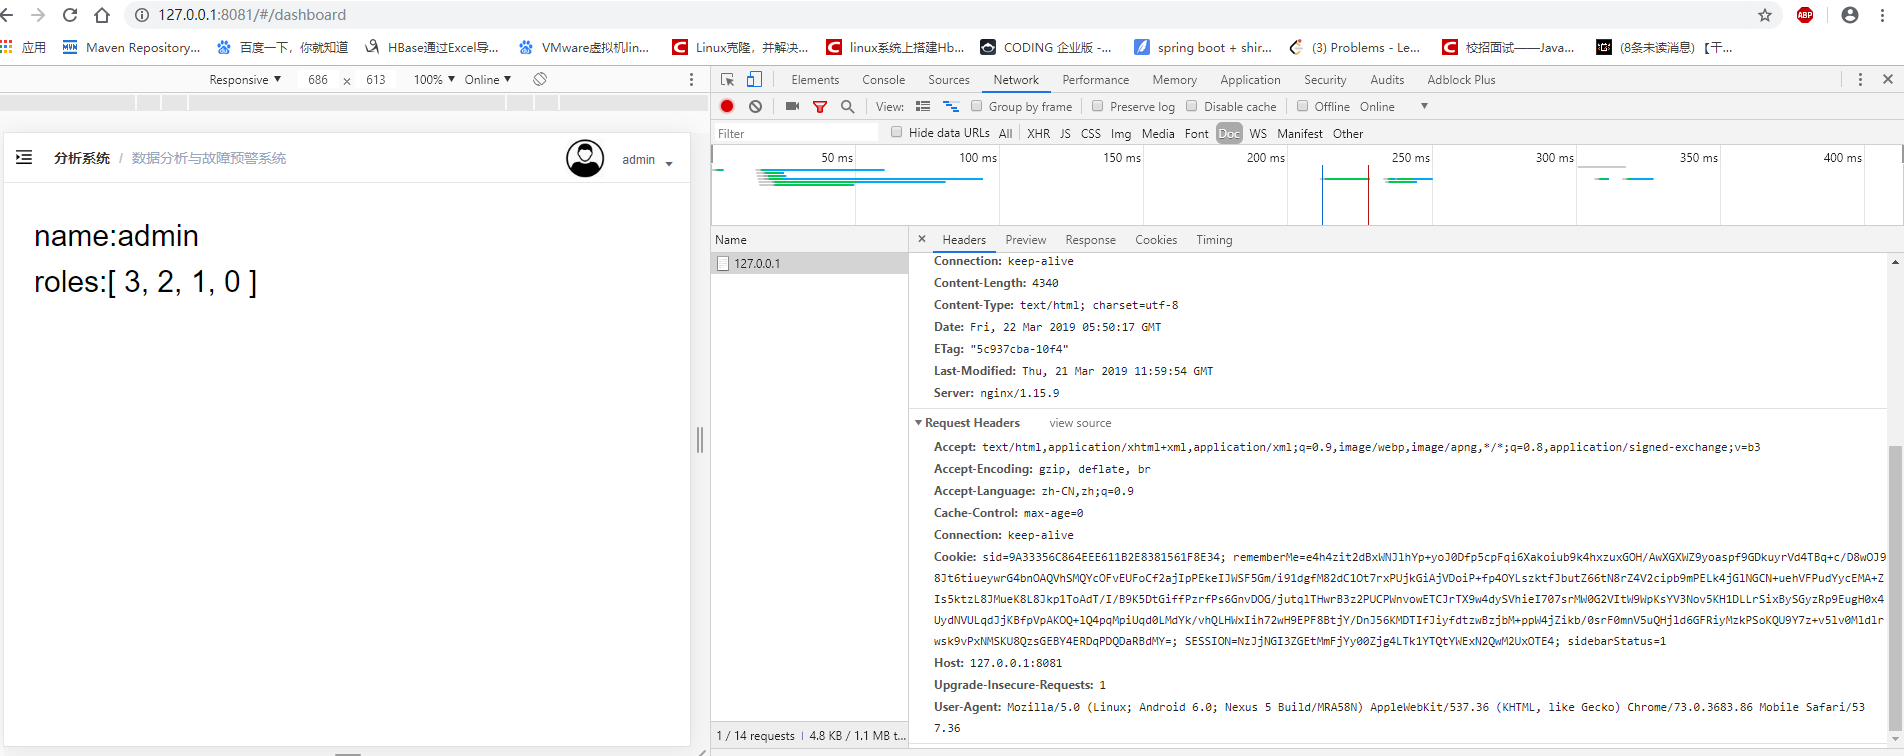 127.0.0.1:8081/#/dashboard
ABP
应用 Maven Repository... 百度一下，你就知道 HBase通过Excel导... VMware虚拟机lin... Linux克隆，并解决... linux系统上搭建Hb... CODING 企业版 -... spring boot + shir... (3) Problems - Le... 校招面试——Java... (8条未读消息) 【干...
Responsive ▼ 686 × 613 100% ▼ Online ▼
Elements Console Sources Network Performance Memory Application Security Audits Adblock Plus
View: Group by frame Preserve log Disable cache Offline Online ▼
Filter Hide data URLs All XHR JS CSS Img Media Font Doc WS Manifest Other
50 ms 100 ms 150 ms 200 ms 250 ms 300 ms 350 ms 400 ms
分析系统 / 数据分析与故障预警系统 admin
name:admin
roles:[ 3, 2, 1, 0 ]
Name
127.0.0.1
1 / 14 requests | 4.8 KB / 1.1 MB t...
× Headers Preview Response Cookies Timing
Connection: keep-alive
Content-Length: 4340
Content-Type: text/html; charset=utf-8
Date: Fri, 22 Mar 2019 05:50:17 GMT
ETag: "5c937cba-10f4"
Last-Modified: Thu, 21 Mar 2019 11:59:54 GMT
Server: nginx/1.15.9
▼ Request Headers view source
Accept: text/html,application/xhtml+xml,application/xml;q=0.9,image/webp,image/apng,*/*;q=0.8,application/signed-exchange;v=b3
Accept-Encoding: gzip, deflate, br
Accept-Language: zh-CN,zh;q=0.9
Cache-Control: max-age=0
Connection: keep-alive
Cookie: sid=9A33356C864EEE611B2E8381561F8E34; rememberMe=e4h4zit2dBxWNJlhYp+yoJ0Dfp5cpFqi6Xakoiub9k4hxzuxGOH/AwXGXWZ9yoaspf9GDkuyrVd4TBq+c/D8wOJ9
8Jt6tiueywrG4bnOAQVhSMQYcOFvEUFoCf2ajIpPEkeIJWSF5Gm/i91dgfM82dC1Ot7rxPUjkGiAjVDoiP+fp4OYLszktfJbutZ66tN8rZ4V2cipb9mPELk4jG1NGCN+uehVFPudYycEMA+Z
Is5ktzL8JMueK8L8Jkp1ToAdT/I/B9K5DtGiffPzrfPs6GnvDOG/jutqlTHwrB3z2PUCPWnvowETCJrTX9w4dySVhieI707srMW0G2VItW9WpKsYV3Nov5KH1DLLrSixBySGyzRp9EugH0x4
UydNVULqdJjKBfpVpAKOQ+lQ4pqMpiUqd0LMdYk/vhQLHWxIih72wH9EPF8BtjY/DnJ56KMDTIfJiyfdtzwBzjbM+ppW4jZikb/0srF0mnV5uQHjld6GFRiyMzkPSoKQU9Y7z+v5lv0Mldlr
wsk9vPxNMSKU8QzsGEBY4ERDqPDQDaRBdMY=; SESSION=NzJjNGI3ZGEtMmFjYy00Zjg4LTk1YTQtYWExN2QwM2UxOTE4; sidebarStatus=1
Host: 127.0.0.1:8081
Upgrade-Insecure-Requests: 1
User-Agent: Mozilla/5.0 (Linux; Android 6.0; Nexus 5 Build/MRA58N) AppleWebKit/537.36 (KHTML, like Gecko) Chrome/73.0.3683.86 Mobile Safari/53
7.36